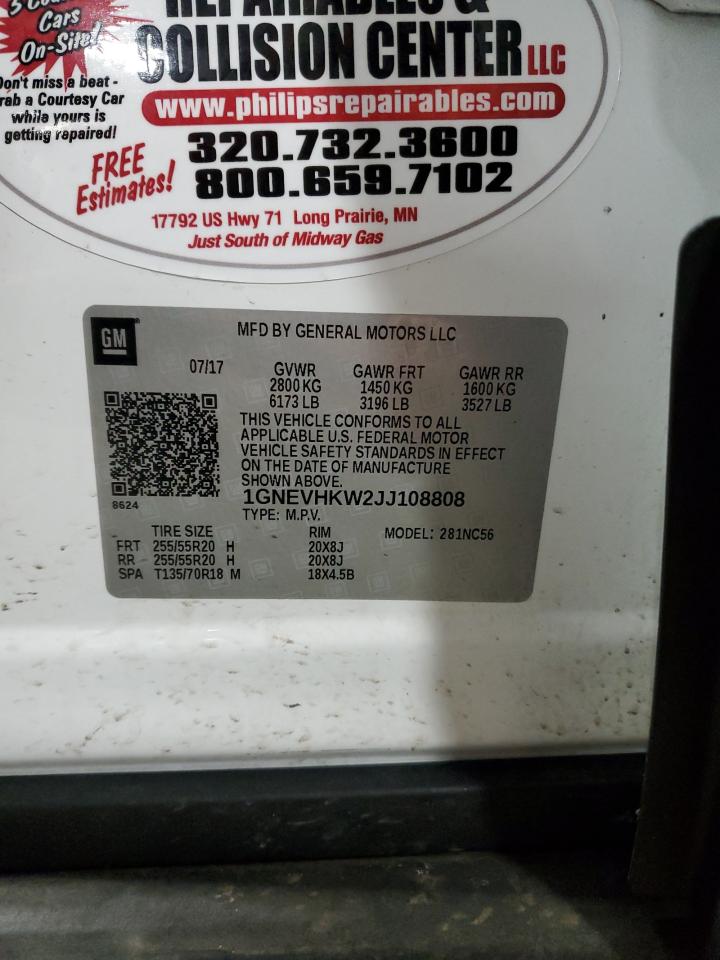 3 Courtesy
Cars
On-Site!
Don't miss a beat -
Grab a Courtesy Car
while yours is
getting repaired!
REPAIRABLES &
COLLISION CENTER LLC
www.philipsrepairables.com
320.732.3600
800.659.7102
FREE
Estimates!
17792 US Hwy 71 Long Prairie, MN
Just South of Midway Gas
GM
MFD BY GENERAL MOTORS LLC
07/17 GVWR GAWR FRT GAWR RR
2800 KG 1450 KG 1600 KG
6173 LB 3196 LB 3527 LB
THIS VEHICLE CONFORMS TO ALL
APPLICABLE U.S. FEDERAL MOTOR
VEHICLE SAFETY STANDARDS IN EFFECT
ON THE DATE OF MANUFACTURE
SHOWN ABOVE.
1GNEVHKW2JJ108808
8624
TYPE: M.P.V.
TIRE SIZE RIM MODEL: 281NC56
FRT 255/55R20 H 20X8J
RR 255/55R20 H 20X8J
SPA T135/70R18 M 18X4.5B